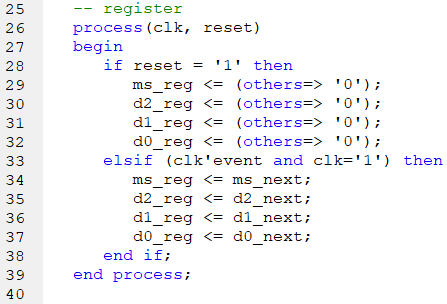 25 -- register
26 process(clk, reset)
27 begin
28 if reset = '1' then
29 ms_reg <= (others=> '0');
30 d2_reg <= (others=> '0');
31 d1_reg <= (others=> '0');
32 d0_reg <= (others=> '0');
33 elsif (clk'event and clk='1') then
34 ms_reg <= ms_next;
35 d2_reg <= d2_next;
36 d1_reg <= d1_next;
37 d0_reg <= d0_next;
38 end if;
39 end process;
40